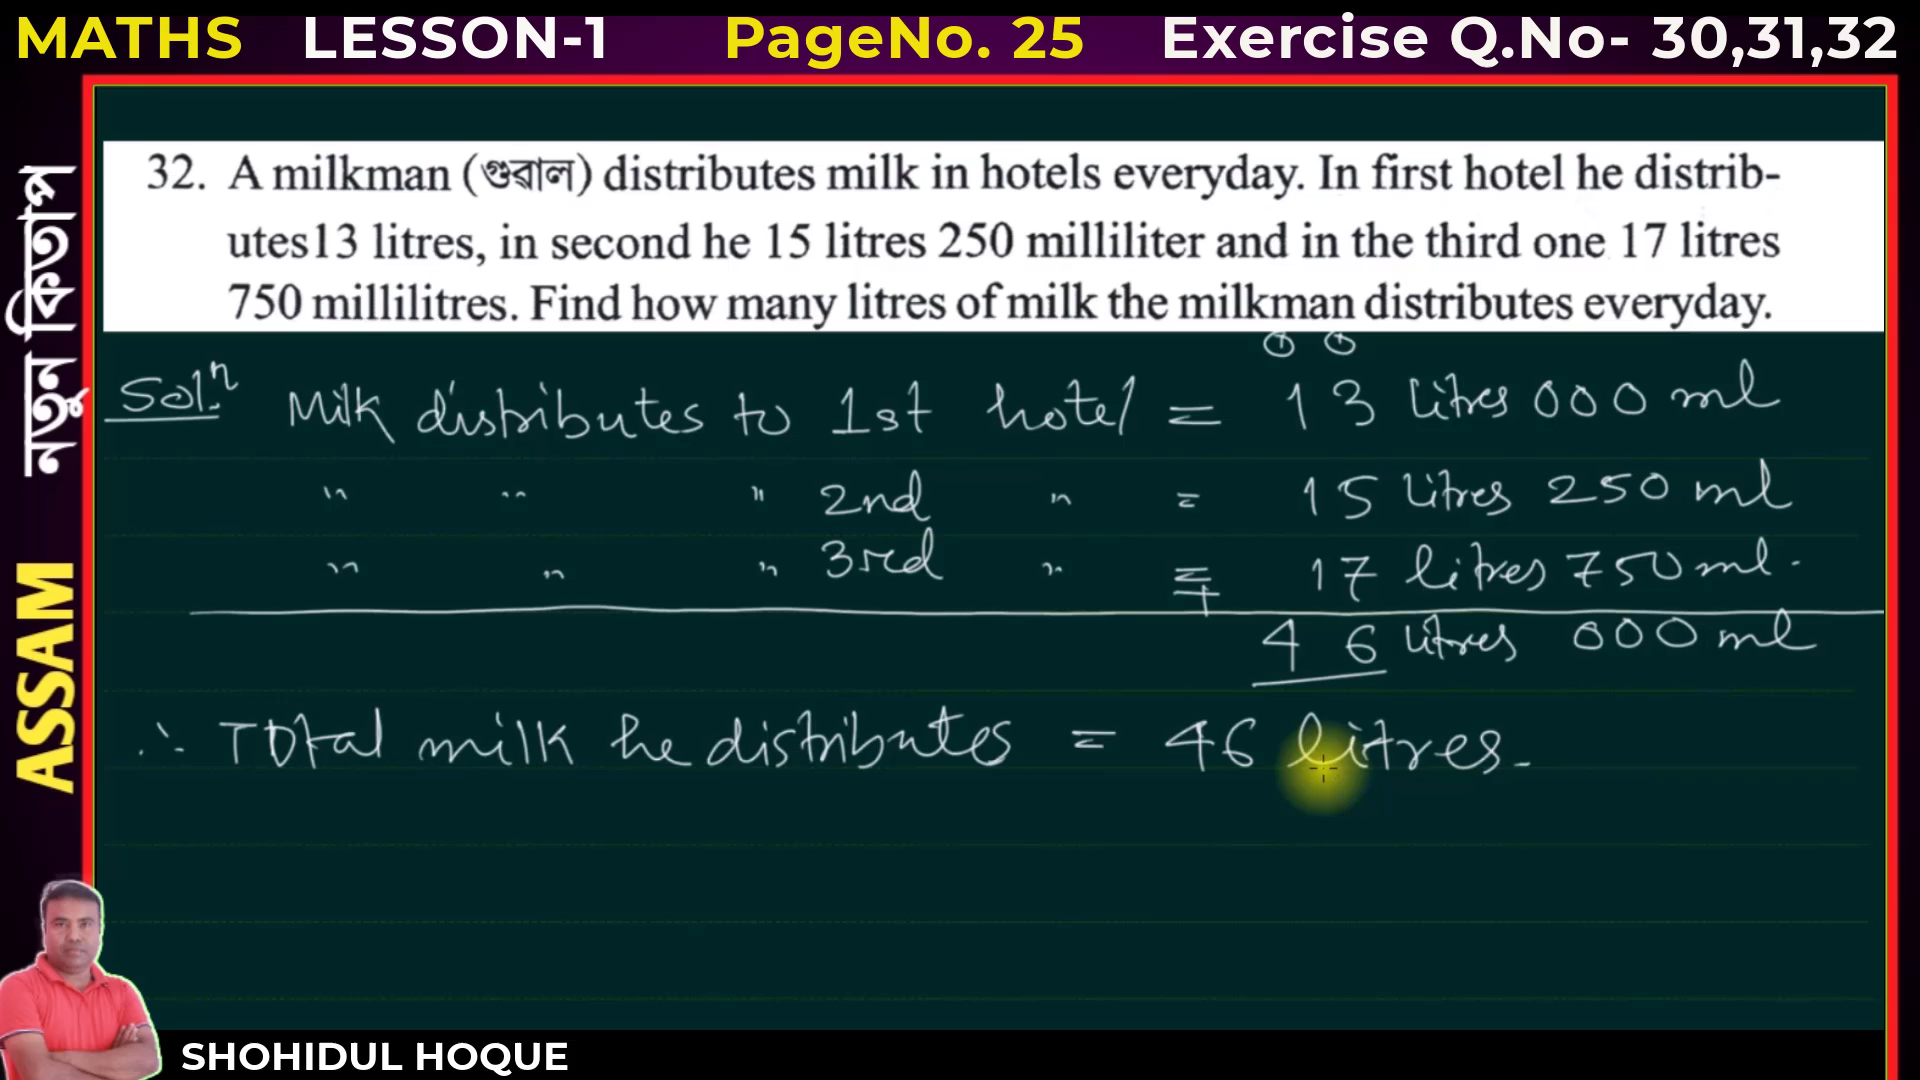 MATHS LESSON-1 PageNo. 25 Exercise Q.No- 30,31,32
নতুন কিতাপ
ASSAM
32. A milkman (গুৱাল) distributes milk in hotels everyday. In first hotel he distrib-
utes13 litres, in second he 15 litres 250 milliliter and in the third one 17 litres
750 millilitres. Find how many litres of milk the milkman distributes everyday.
1 1
Solⁿ Milk distributes to 1st hotel = 13 litres 000 ml
" " " 2nd " = 15 litres 250 ml
" " " 3rd " = 17 litres 750 ml.
+
46 litres 000 ml
∴ Total milk he distributes = 46 litres.
SHOHIDUL HOQUE